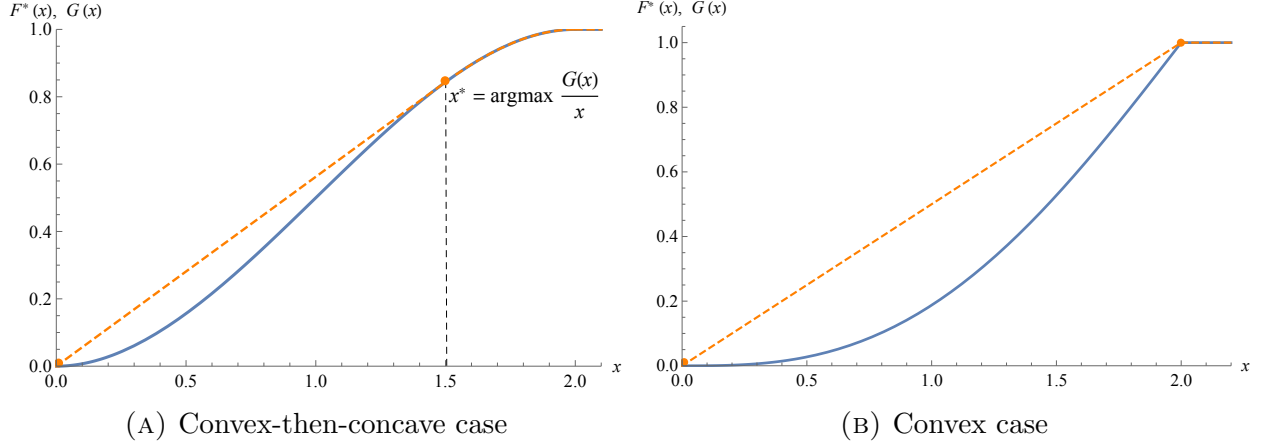 F*(x), G(x)
1.0
0.8
0.6
0.4
0.2
0.0
0.0 0.5 1.0 1.5 2.0 x
x* = argmax G(x)/x
(A) Convex-then-concave case
F*(x), G(x)
1.0
0.8
0.6
0.4
0.2
0.0
0.0 0.5 1.0 1.5 2.0 x
(B) Convex case